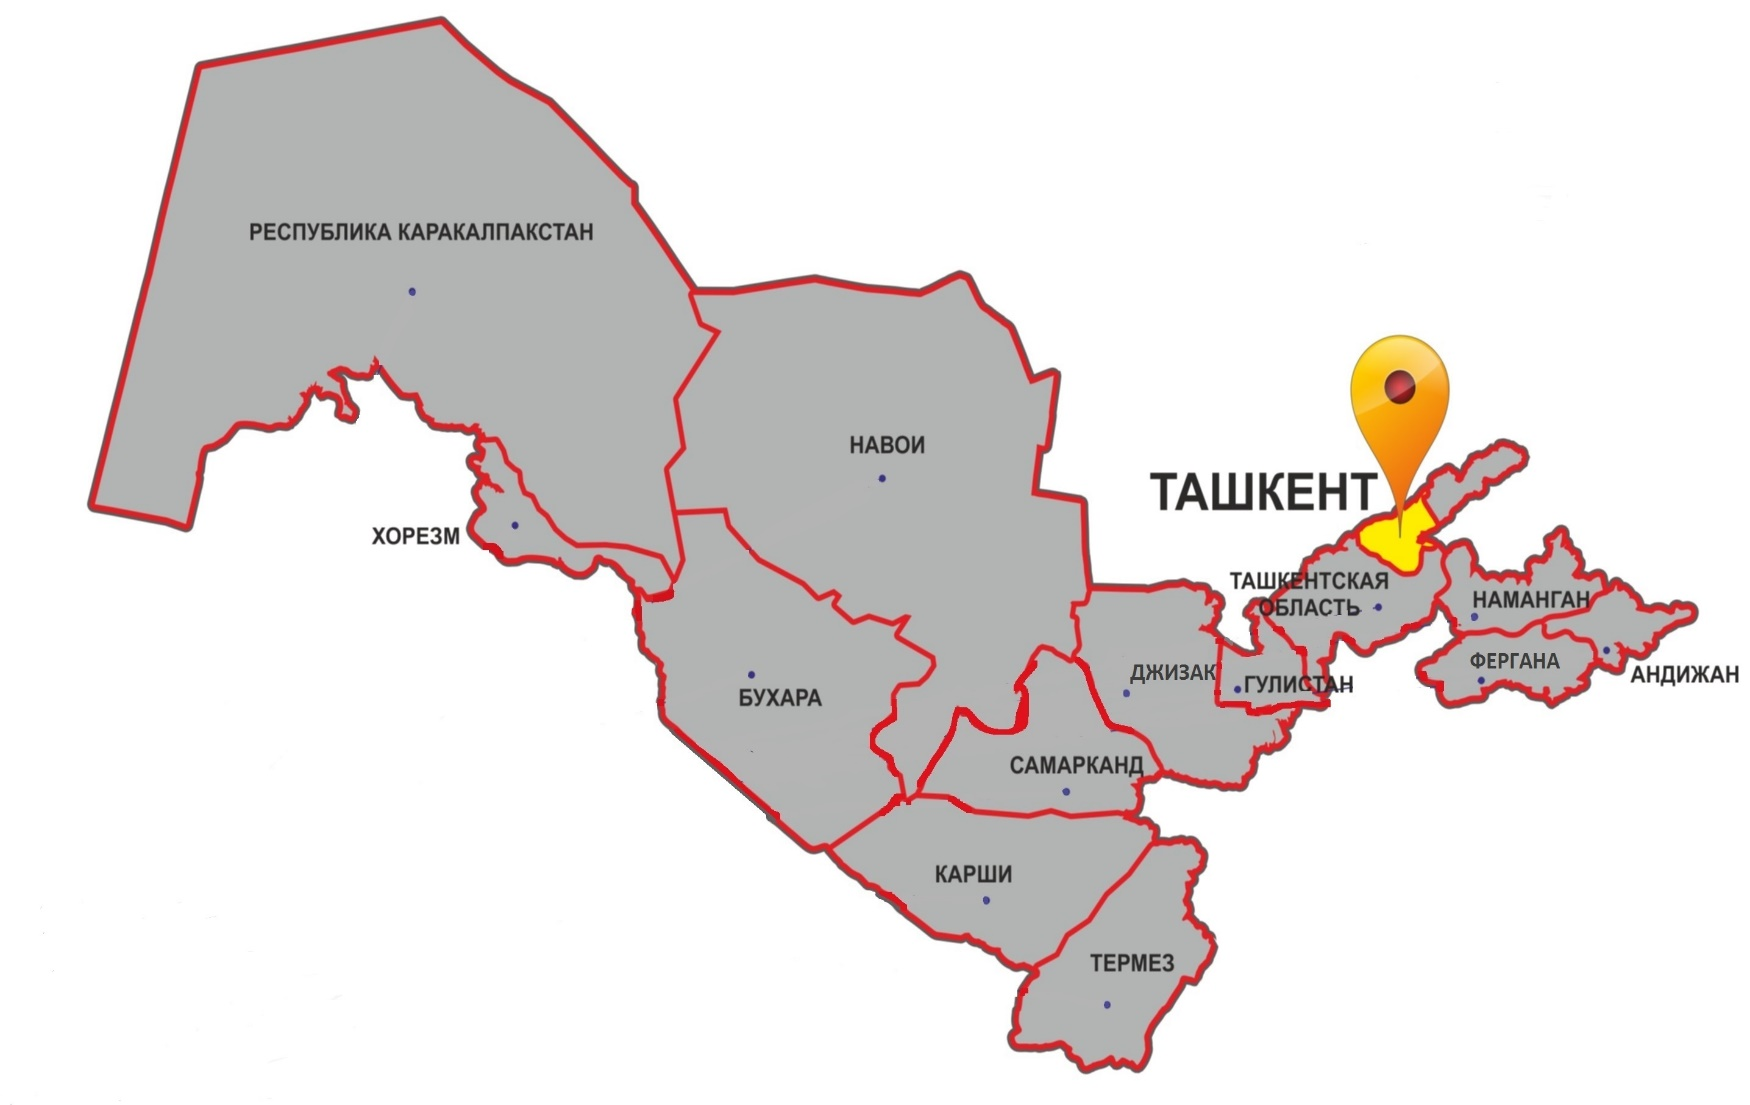 РЕСПУБЛИКА КАРАКАЛПАКСТАН
НАВОИ
ТАШКЕНТ
ХОРЕЗМ
ТАШКЕНТСКАЯ
ОБЛАСТЬ
НАМАНГАН
ФЕРГАНА
АНДИЖАН
ДЖИЗАК
ГУЛИСТАН
БУХАРА
САМАРКАНД
КАРШИ
ТЕРМЕЗ